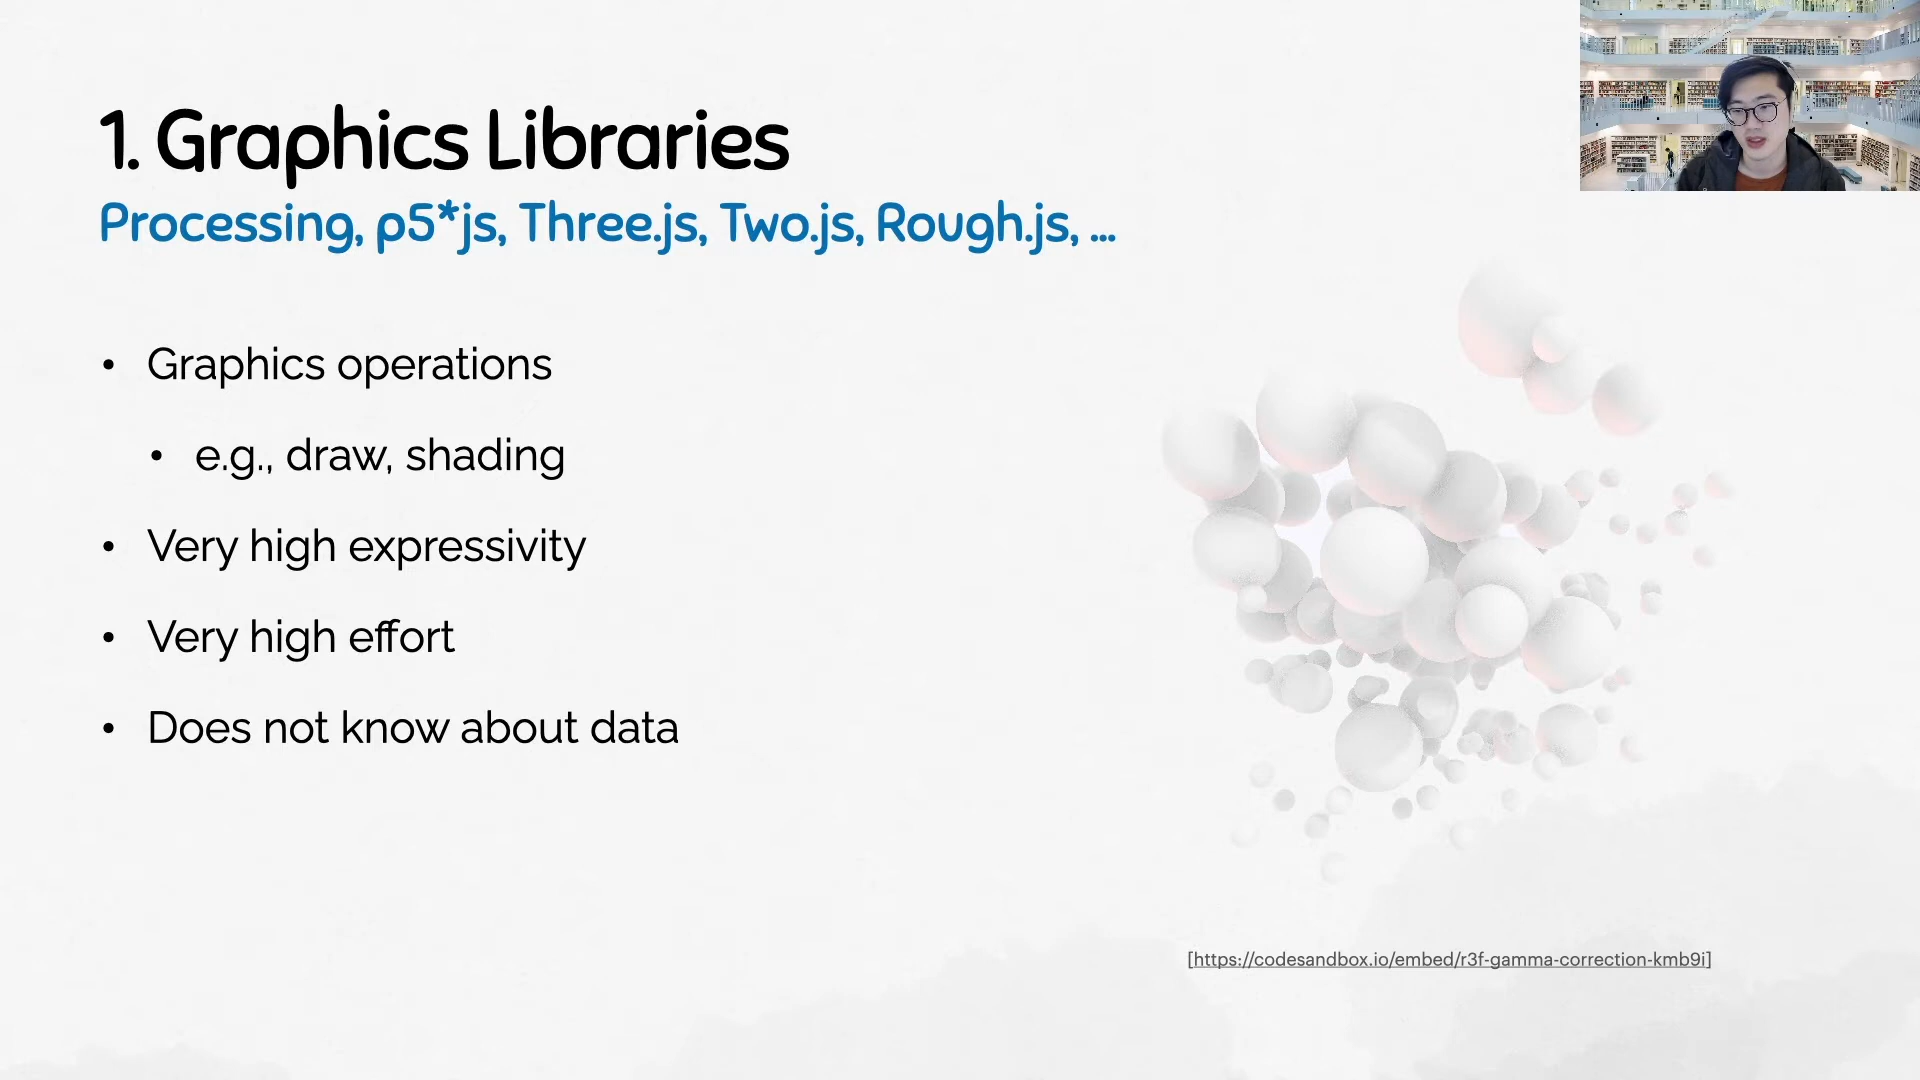 1. Graphics Libraries
Processing, p5*js, Three.js, Two.js, Rough.js, ...
• Graphics operations
• e.g., draw, shading
• Very high expressivity
• Very high effort
• Does not know about data
[https://codesandbox.io/embed/r3f-gamma-correction-kmb9i]